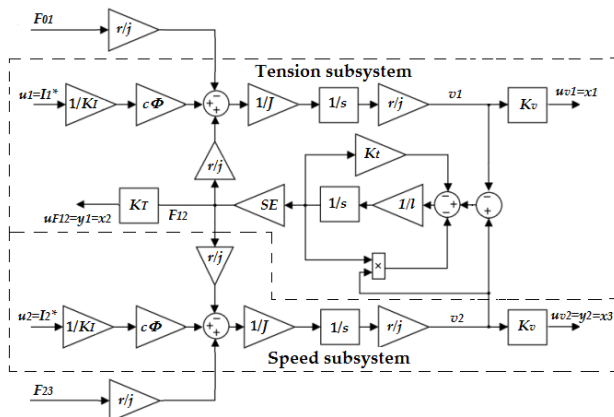 F01
r/j
Tension subsystem
u1=I1*
1/KI
cΦ
− + +
1/J
1/s
r/j
v1
Kv
uv1=x1
r/j
Kt
uF12=y1=x2
KT
F12
SE
1/s
1/l
− + −
− +
r/j
×
u2=I2*
1/KI
cΦ
− + −
1/J
1/s
r/j
v2
Kv
uv2=y2=x3
Speed subsystem
F23
r/j